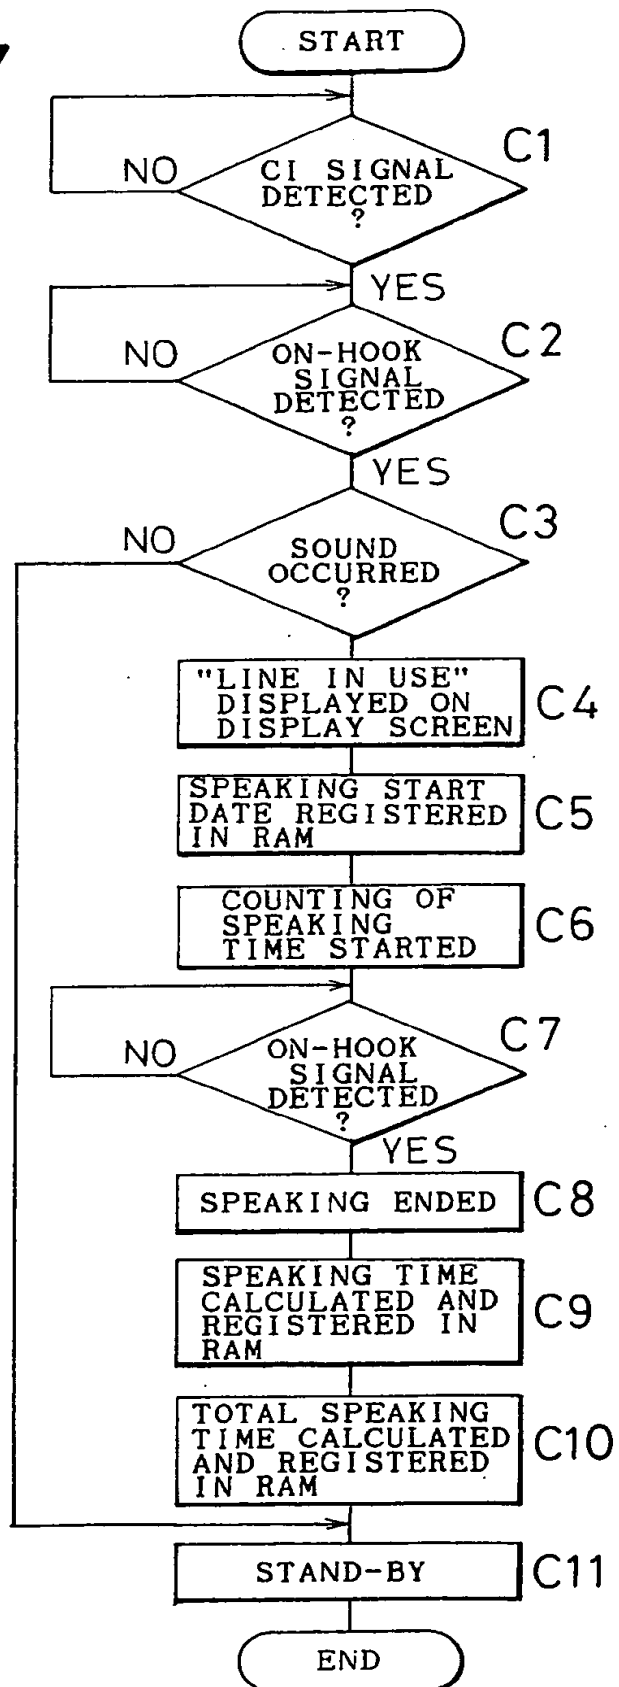 START
C1
NO
CI SIGNAL
DETECTED
?
YES
C2
NO
ON-HOOK
SIGNAL
DETECTED
?
YES
C3
NO
SOUND
OCCURRED
?
"LINE IN USE"
DISPLAYED ON
DISPLAY SCREEN
C4
SPEAKING START
DATE REGISTERED
IN RAM
C5
COUNTING OF
SPEAKING
TIME STARTED
C6
C7
NO
ON-HOOK
SIGNAL
DETECTED
?
YES
SPEAKING ENDED
C8
SPEAKING TIME
CALCULATED AND
REGISTERED IN
RAM
C9
TOTAL SPEAKING
TIME CALCULATED
AND REGISTERED
IN RAM
C10
STAND-BY
C11
END